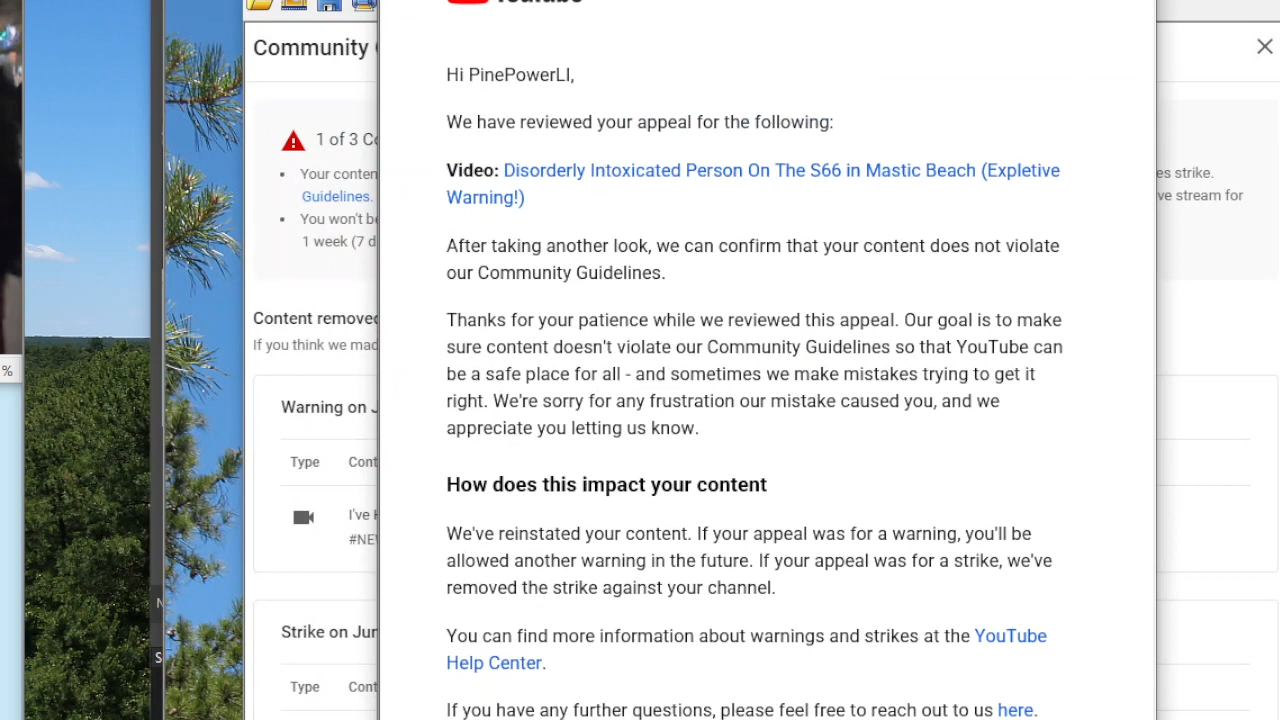 YouTube
Community
Hi PinePowerLI,
We have reviewed your appeal for the following:
1 of 3
Video: Disorderly Intoxicated Person On The S66 in Mastic Beach (Expletive
Warning!)
Your conten
es strike.
Guidelines.
ve stream for
You won't be
1 week (7 d
After taking another look, we can confirm that your content does not violate
our Community Guidelines.
Content removed
If you think we mad
Thanks for your patience while we reviewed this appeal. Our goal is to make
sure content doesn't violate our Community Guidelines so that YouTube can
be a safe place for all - and sometimes we make mistakes trying to get it
right. We're sorry for any frustration our mistake caused you, and we
appreciate you letting us know.
%
Warning on J
Type Cont
How does this impact your content
I've H
#NEW
We've reinstated your content. If your appeal was for a warning, you'll be
allowed another warning in the future. If your appeal was for a strike, we've
removed the strike against your channel.
N
Strike on Jun
You can find more information about warnings and strikes at the YouTube
Help Center.
S
Type Cont
If you have any further questions, please feel free to reach out to us here.